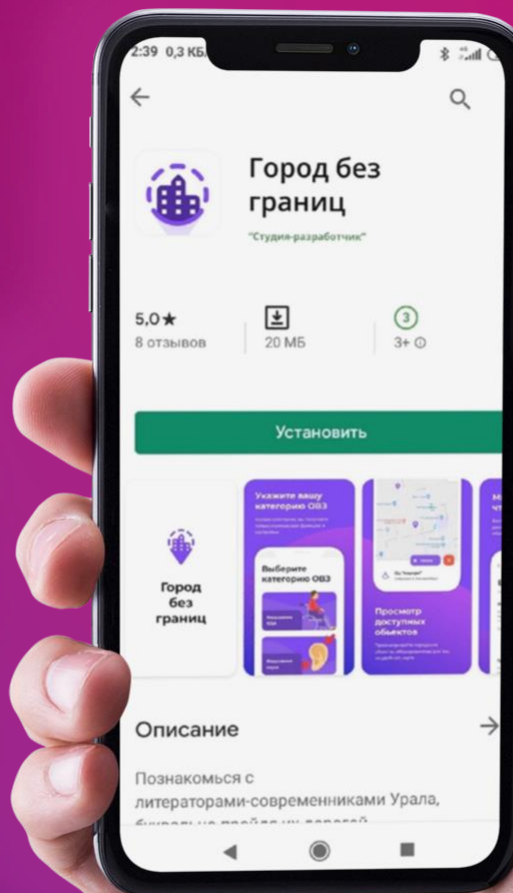 2:39 0,3 КБ
Город без
границ
"Студия-разработчик"
5,0★
8 отзывов
20 МБ
3
3+
Установить
Город
без
границ
Укажите вашу
категорию ОВЗ
Выберите
категорию ОВЗ
Просмотр
доступных
объектов
Описание
Познакомься с
литераторами-современниками Урала,